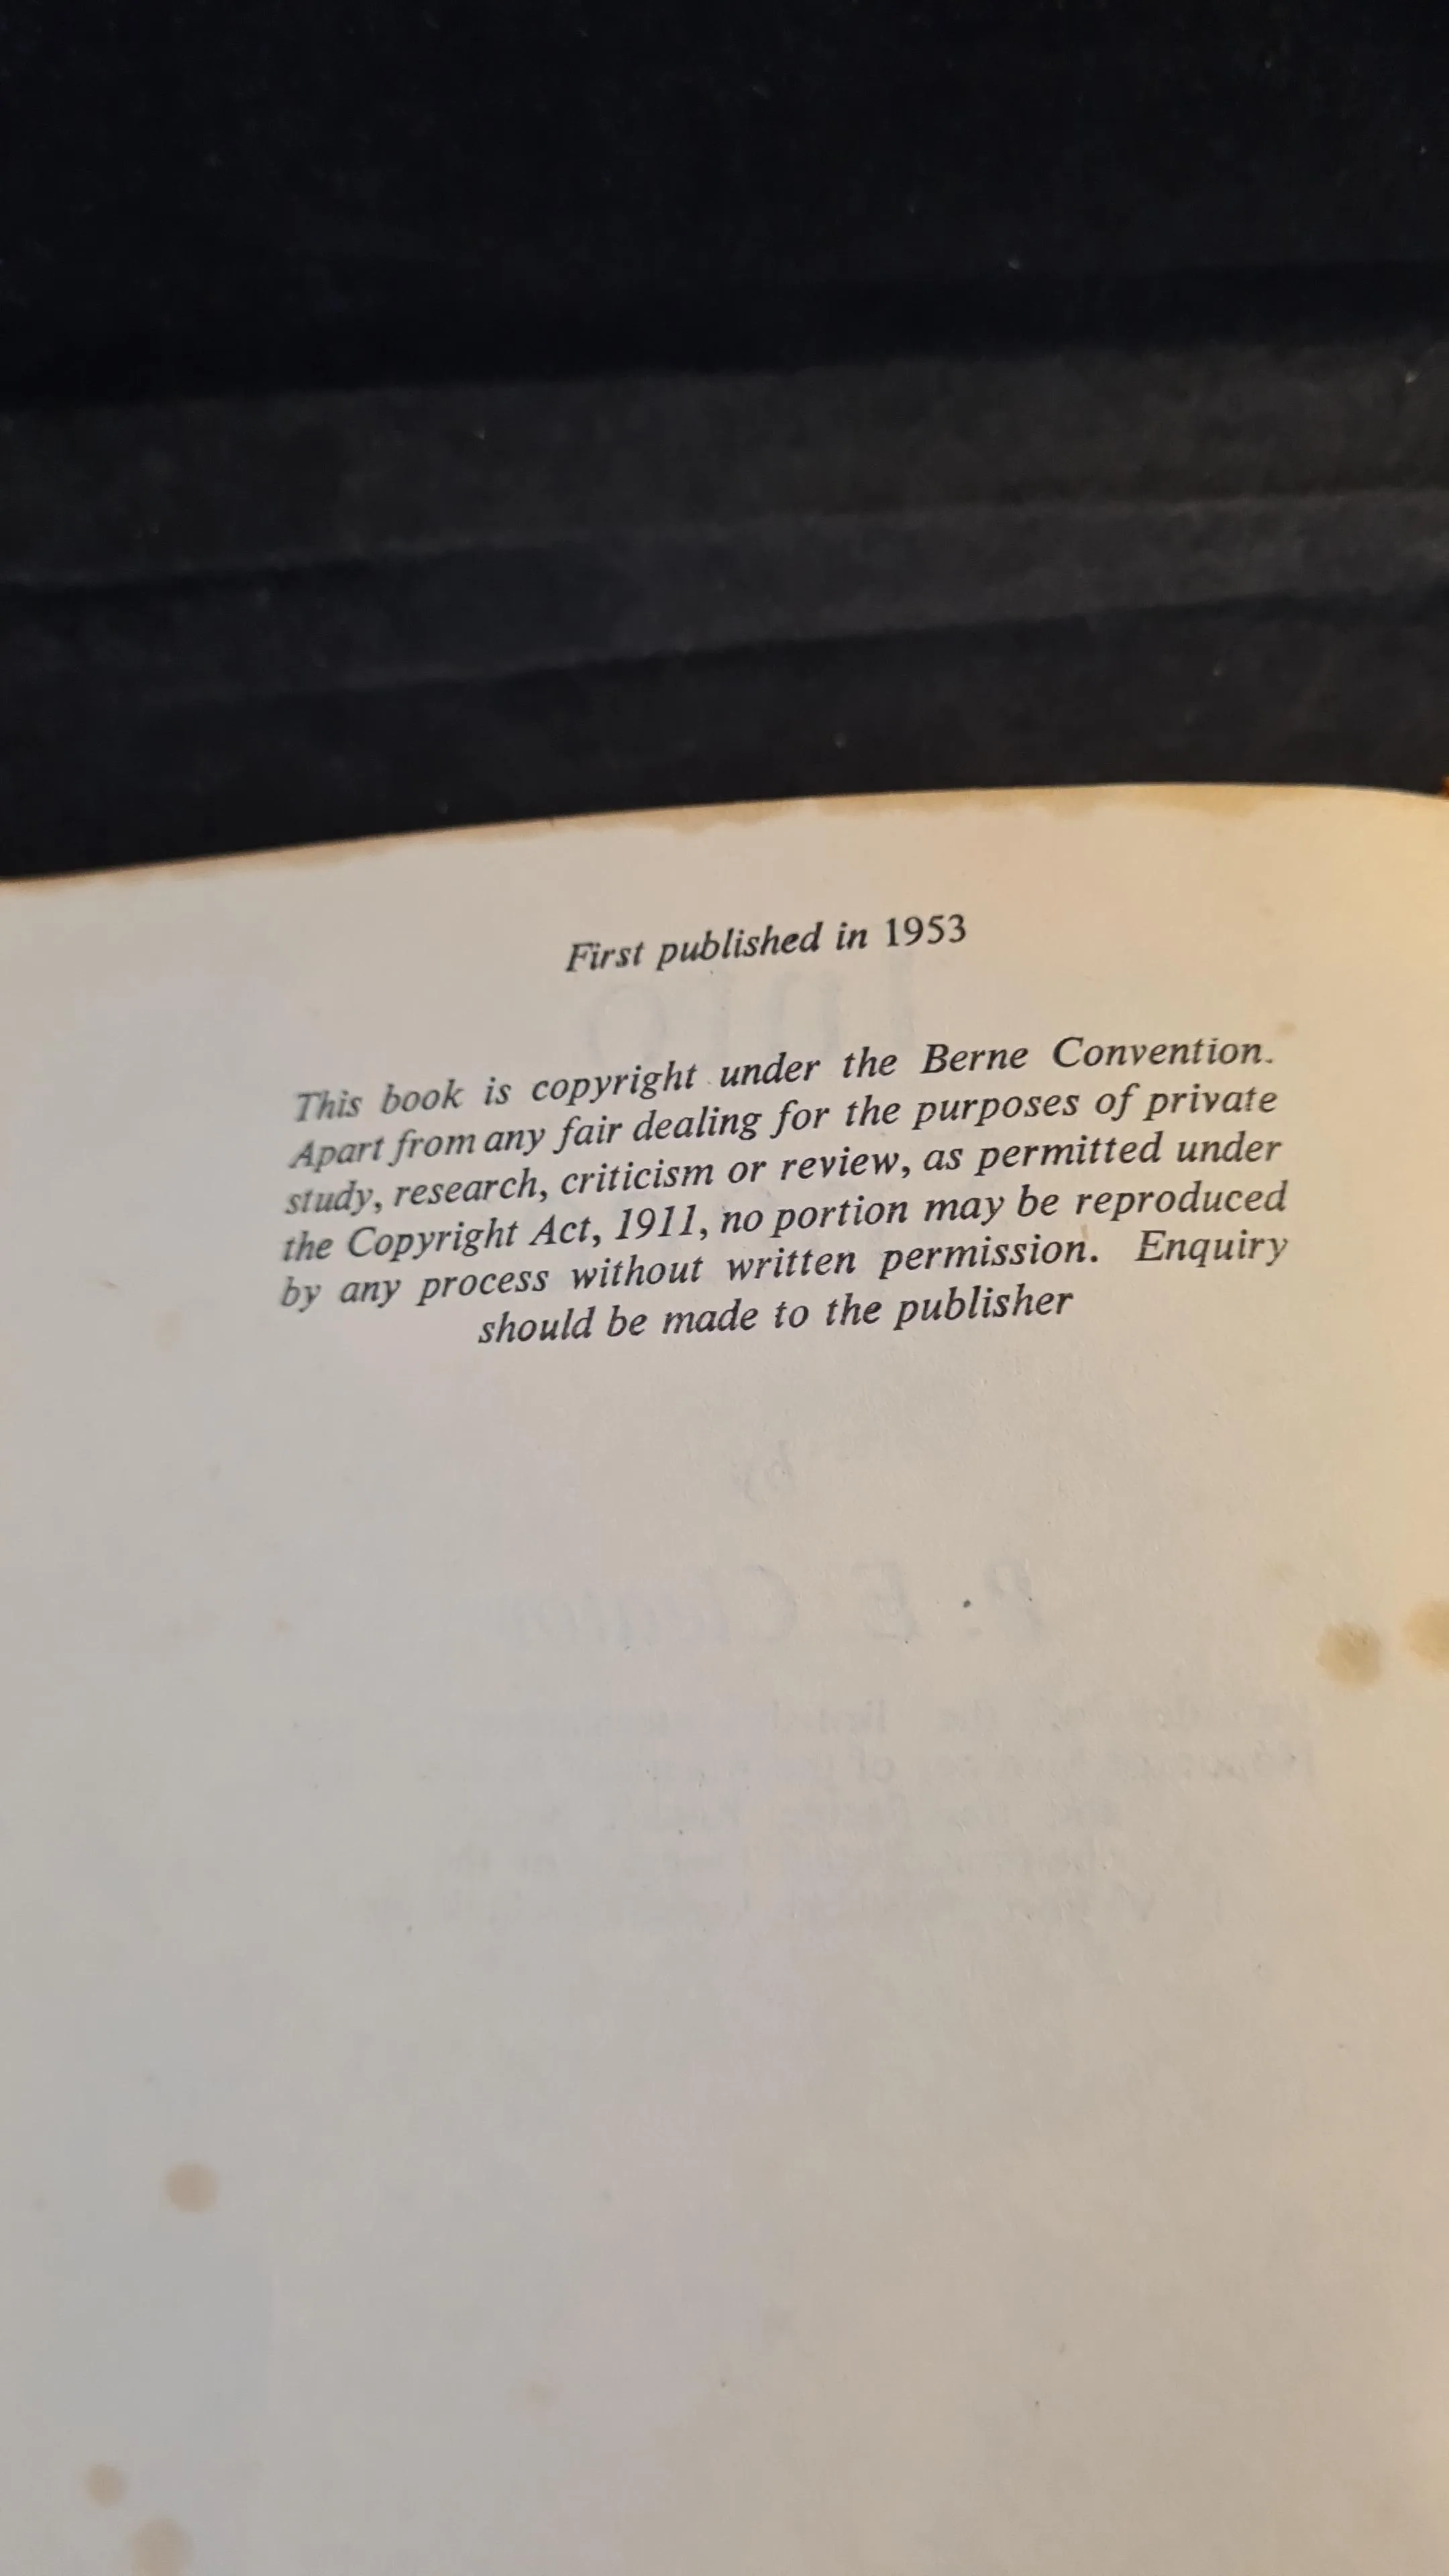 First published in 1953
This book is copyright under the Berne Convention.
Apart from any fair dealing for the purposes of private
study, research, criticism or review, as permitted under
the Copyright Act, 1911, no portion may be reproduced
by any process without written permission. Enquiry
should be made to the publisher